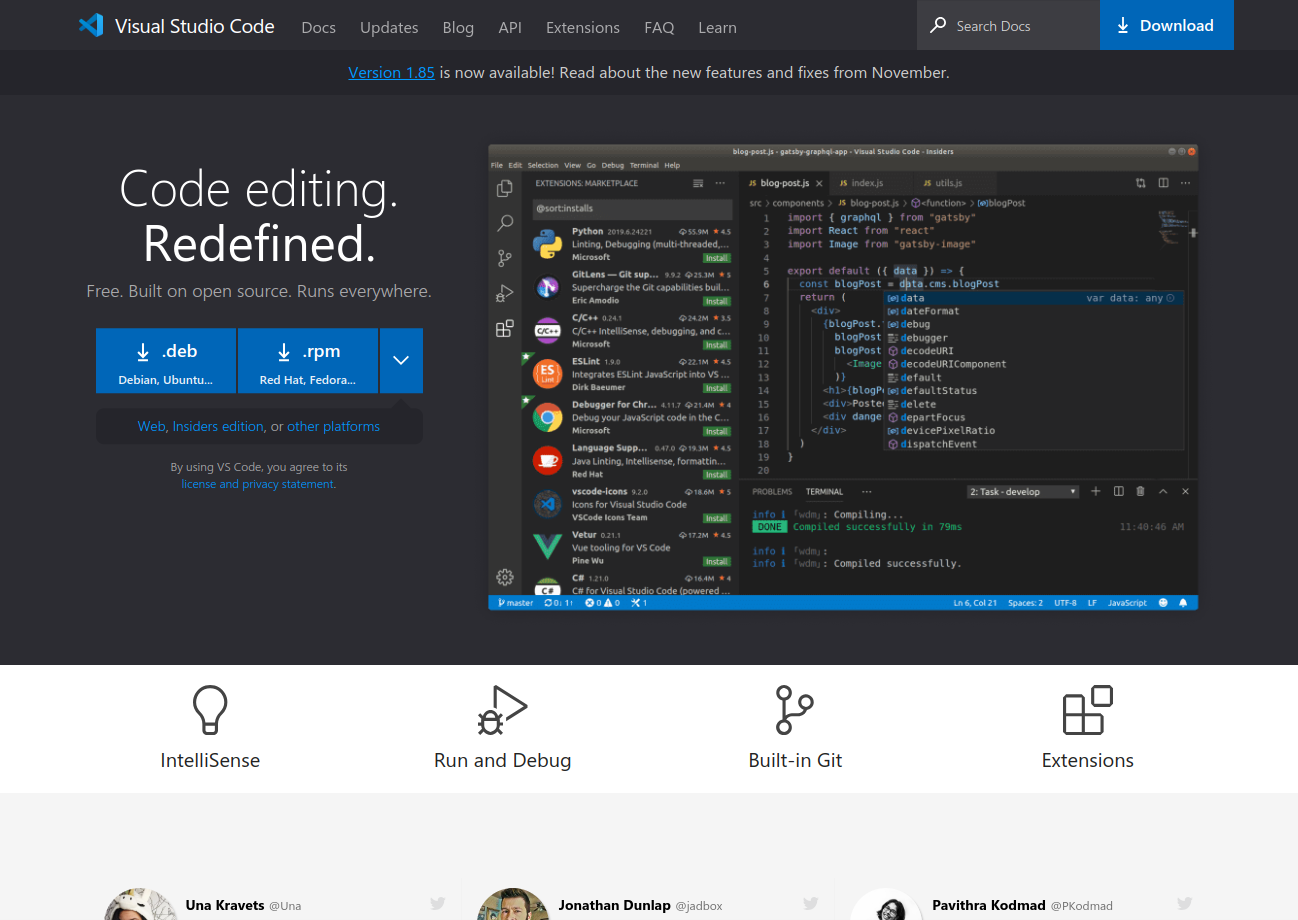 Visual Studio Code
Docs Updates Blog API Extensions FAQ Learn
Search Docs
Download
Version 1.85 is now available! Read about the new features and fixes from November.
Code editing.
Redefined.
Free. Built on open source. Runs everywhere.
.deb
Debian, Ubuntu...
.rpm
Red Hat, Fedora...
Web, Insiders edition, or other platforms
By using VS Code, you agree to its
license and privacy statement.
blog-post.js - gatsby-graphql-app - Visual Studio Code - Insiders
File Edit Selection View Go Debug Terminal Help
EXTENSIONS: MARKETPLACE
@sort:installs
Python 2019.6.24221 55.9M 4.5
Linting, Debugging (multi-threaded,...
Microsoft Install
GitLens — Git sup... 9.9.2 25.3M 5
Supercharge the Git capabilities buil...
Eric Amodio Install
C/C++ 0.24.1 24.2M 3.5
C/C++ IntelliSense, debugging, and c...
Microsoft Install
ESLint 1.9.0 22.1M 4.5
Integrates ESLint JavaScript into VS ...
Dirk Baeumer Install
Debugger for Chr... 4.11.7 21.4M 4
Debug your JavaScript code in the C...
Microsoft Install
Language Supp... 0.47.0 19.3M 4.5
Java Linting, Intellisense, formattin...
Red Hat Install
vscode-icons 9.2.0 18.6M 5
Icons for Visual Studio Code
VSCode Icons Team Install
Vetur 0.21.1 17.2M 4.5
Vue tooling for VS Code
Pine Wu Install
C# 1.21.0 16.4M 4
C# for Visual Studio Code (powered ...
C/C++
ES
Lint
C#
JS blog-post.js JS index.js JS utils.js
src > components > JS blog-post.js > <function> > blogPost
1 import { graphql } from "gatsby"
2 import React from "react"
3 import Image from "gatsby-image"
4
5 export default ({ data }) => {
6 const blogPost = data.cms.blogPost
7 return (
8 <div>
9 {blogPost.
10 blogPost
11 blogPost
12 <Image
13 )}
14 <h1>{blogP
15 <div>Poste
16 <div dange
17 </div>
18 )
19 }
20
data var data: any
dateFormat
debug
debugger
decodeURI
decodeURIComponent
default
defaultStatus
delete
departFocus
devicePixelRatio
dispatchEvent
PROBLEMS TERMINAL ... 2: Task - develop
info i 「wdm」: Compiling...
DONE Compiled successfully in 79ms 11:40:46 AM
info i 「wdm」:
info i 「wdm」: Compiled successfully.
master 0↓ 1↑ 0 0 1
Ln 6, Col 21 Spaces: 2 UTF-8 LF JavaScript
IntelliSense
Run and Debug
Built-in Git
Extensions
Una Kravets @Una
Jonathan Dunlap @jadbox
Pavithra Kodmad @PKodmad